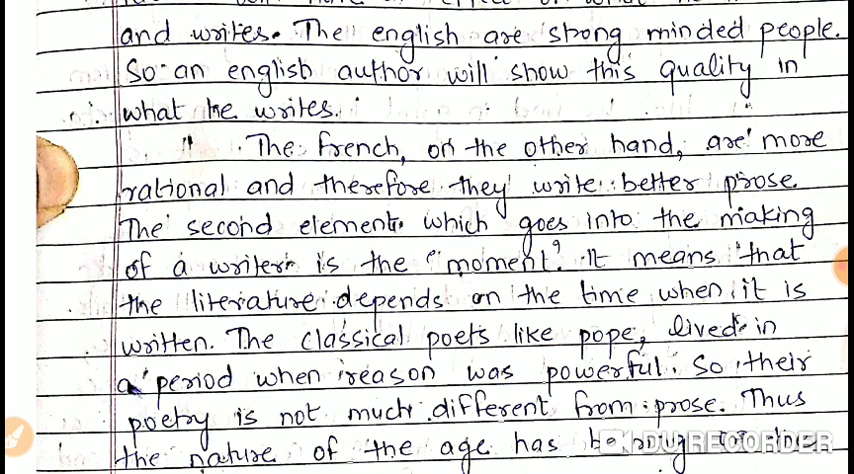 and writes. The english are strong minded people.
So an english author will show this quality in
what he writes.
" The french, on the other hand, are more
rational and therefore they write better prose
The second element which goes into the making
of a writer is the "moment". It means that
the literature depends on the time when it is
written. The classical poets like pope, lived in
a period when reason was powerful. So their
poetry is not much different from prose. Thus
the nature of the age has
DU RECORDER